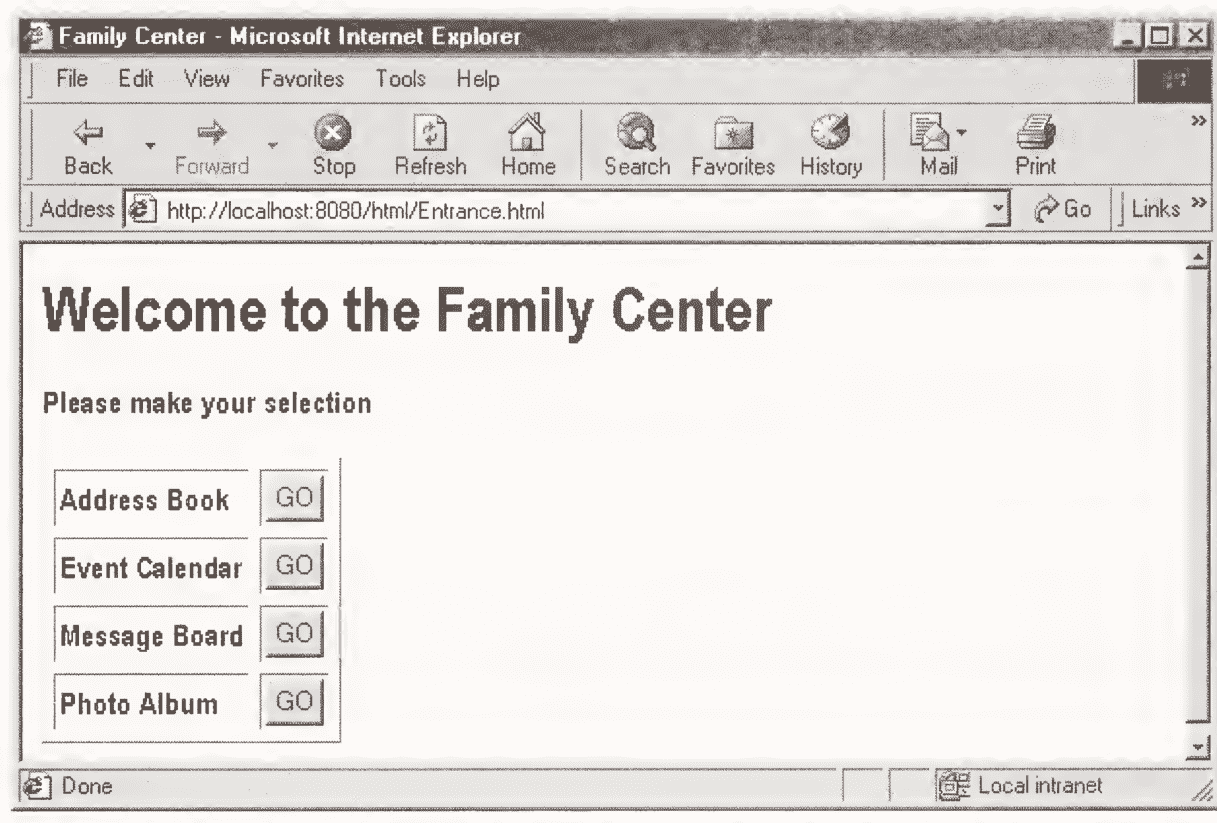 Family Center - Microsoft Internet Explorer
File Edit View Favorites Tools Help
Back Forward Stop Refresh Home Search Favorites History Mail Print »
Address http://localhost:8080/html/Entrance.html Go Links »
Welcome to the Family Center
Please make your selection
Address Book GO
Event Calendar GO
Message Board GO
Photo Album GO
Done Local intranet